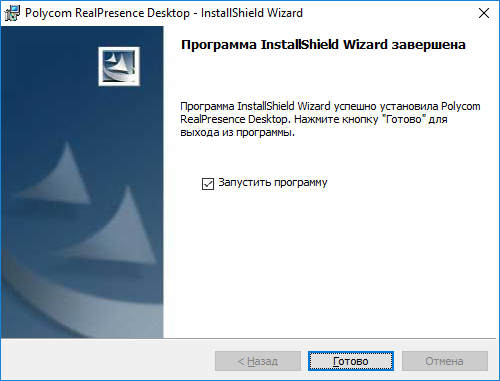 Polycom RealPresence Desktop - InstallShield Wizard
Программа InstallShield Wizard завершена
Программа InstallShield Wizard успешно установила Polycom
RealPresence Desktop. Нажмите кнопку "Готово" для
выхода из программы.
Запустить программу
< Назад
Готово
Отмена